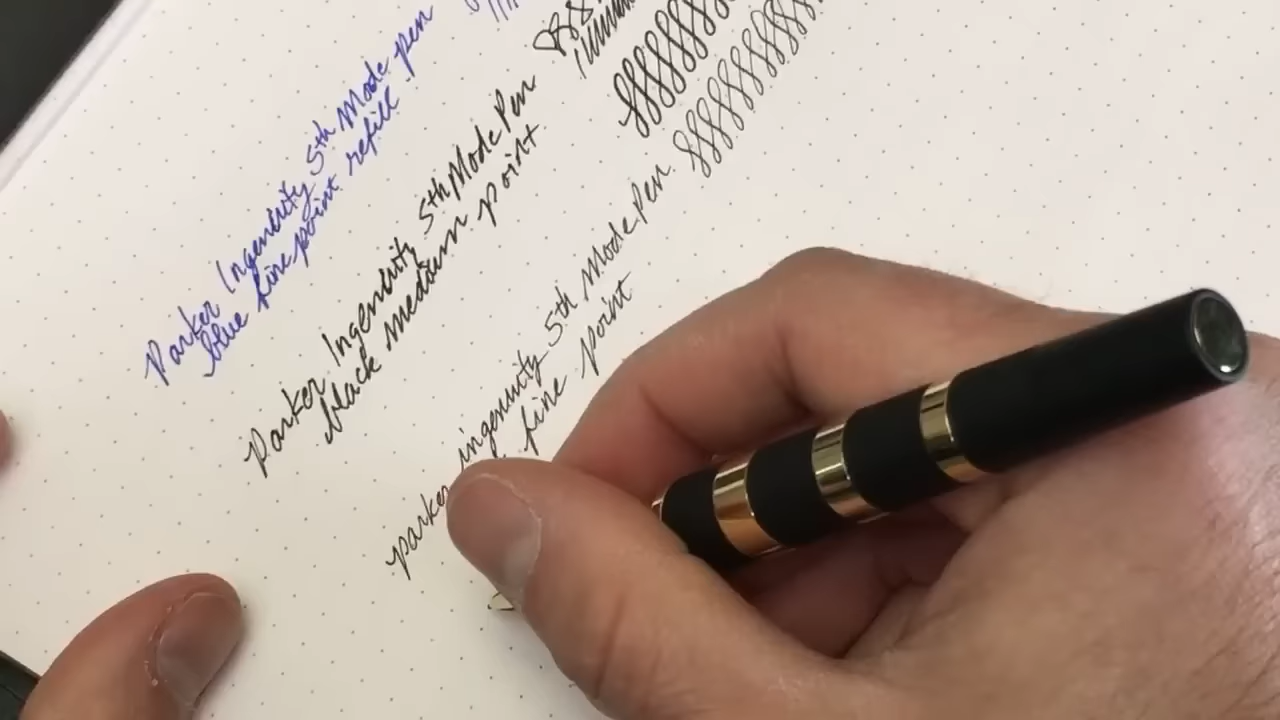 Parker Ingenuity 5th Mode pen
blue fine point refill.
Parker Ingenuity 5th Mode Pen
black medium point
parker ingenuity 5th Mode Pen
fine point